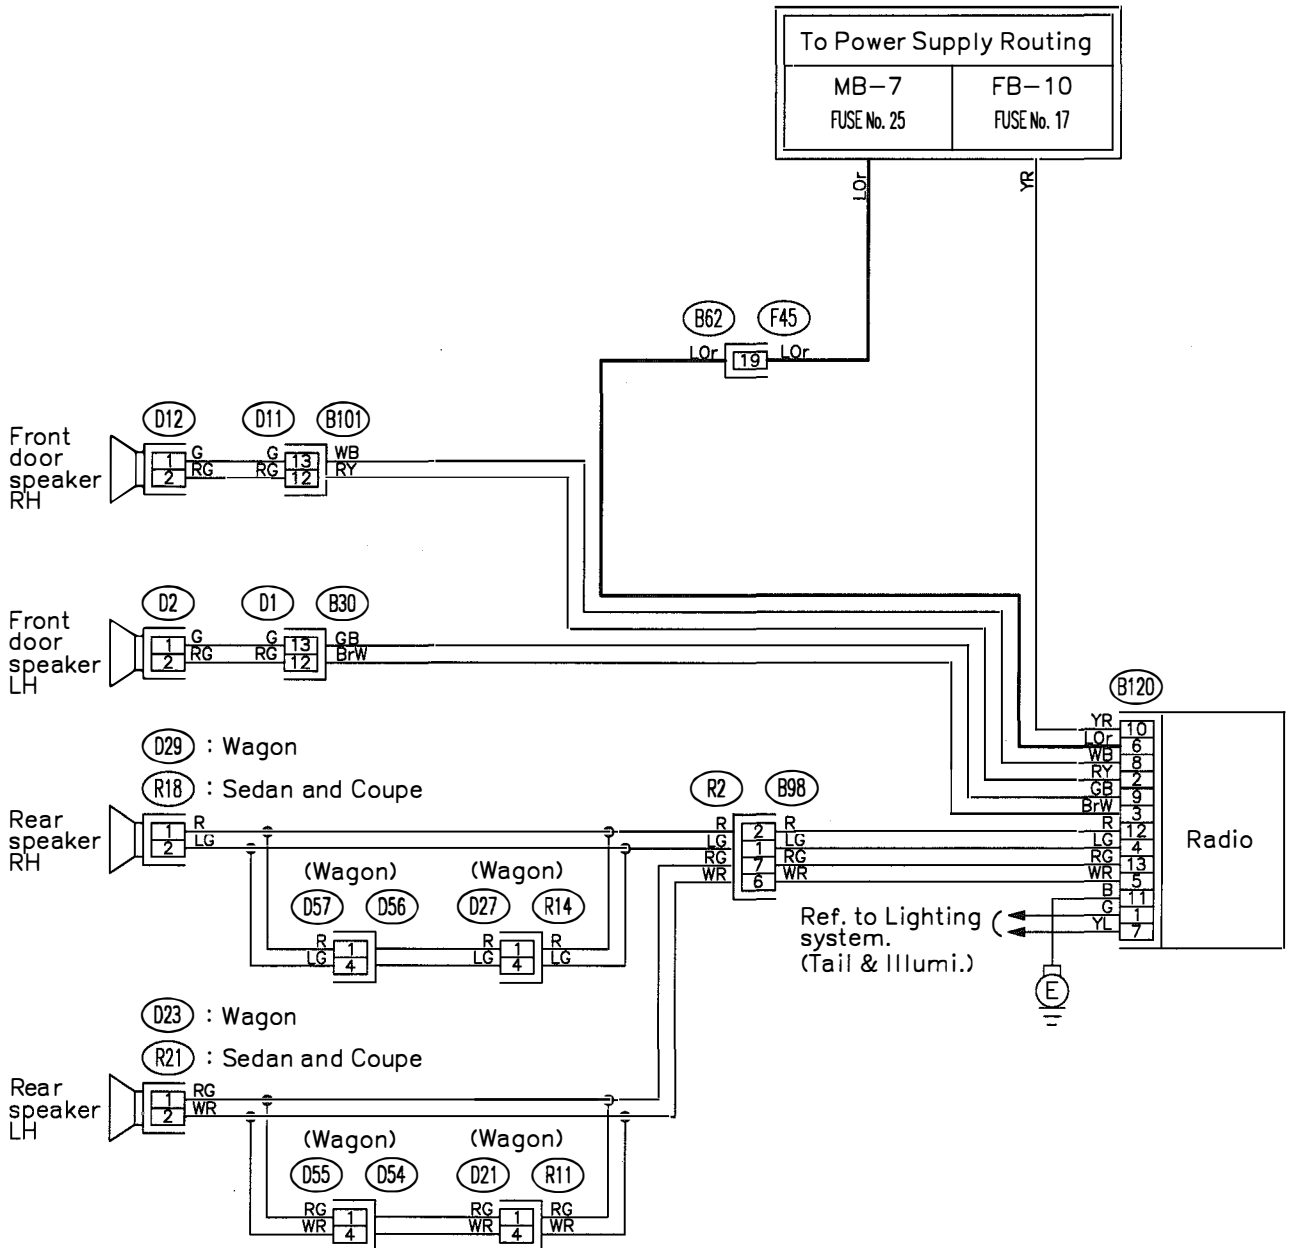 To Power Supply Routing
MB-7
FUSE No. 25
FB-10
FUSE No. 17
LOr
YR
B62
F45
LOr
19
LOr
D12
D11
B101
Front
door
speaker
RH
1
G
G
13
WB
2
RG
RG
12
RY
D2
D1
B30
Front
door
speaker
LH
1
G
G
13
GB
2
RG
RG
12
BrW
B120
YR
10
LOr
6
WB
8
RY
2
GB
9
BrW
3
R
12
LG
4
RG
13
WR
5
B
11
G
1
YL
7
Radio
D29 : Wagon
R18 : Sedan and Coupe
R2
B98
Rear
speaker
RH
1
R
2
LG
R
2
R
LG
1
LG
RG
7
RG
WR
6
WR
(Wagon)
(Wagon)
D57
D56
D27
R14
R
1
R
1
R
LG
4
LG
4
LG
Ref. to Lighting
system.
(Tail & Illumi.)
E
D23 : Wagon
R21 : Sedan and Coupe
Rear
speaker
LH
1
RG
2
WR
(Wagon)
(Wagon)
D55
D54
D21
R11
RG
1
RG
1
RG
WR
4
WR
4
WR